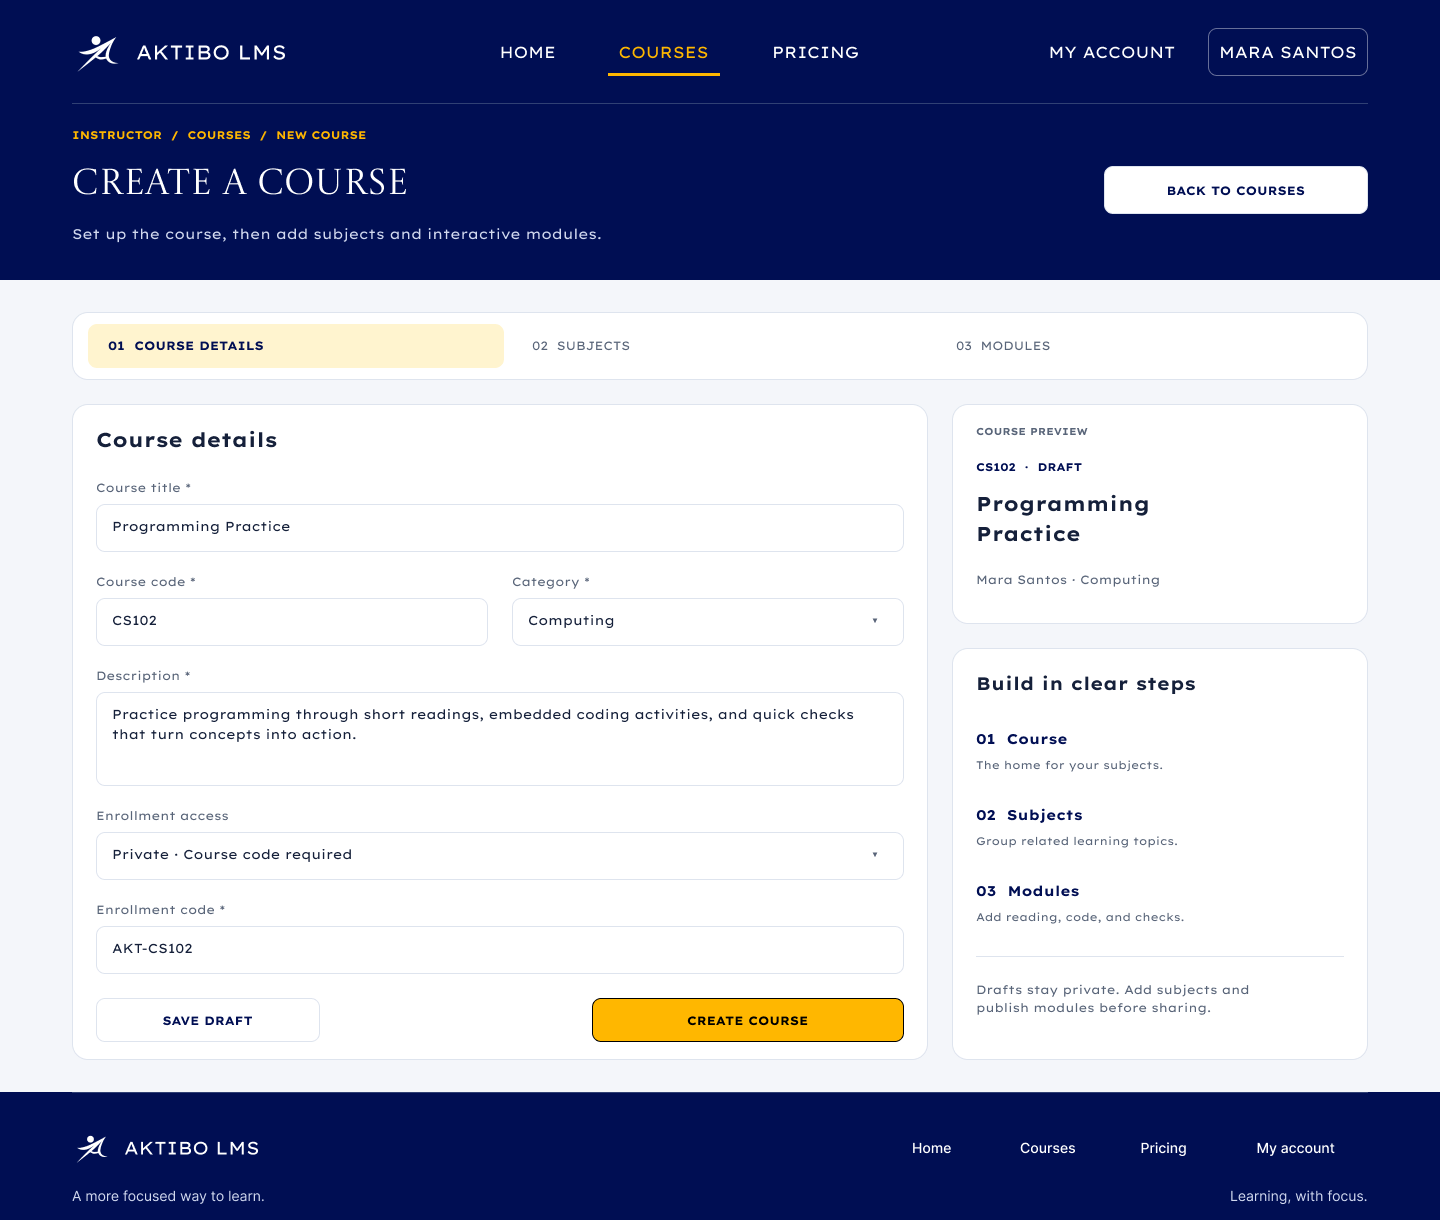 AKTIBO LMS
HOME
COURSES
PRICING
MY ACCOUNT
MARA SANTOS
INSTRUCTOR / COURSES / NEW COURSE
CREATE A COURSE
BACK TO COURSES
Set up the course, then add subjects and interactive modules.
01 COURSE DETAILS
02 SUBJECTS
03 MODULES
Course details
Course title *
Programming Practice
Course code *
CS102
Category *
Computing
Description *
Practice programming through short readings, embedded coding activities, and quick checks
that turn concepts into action.
Enrollment access
Private · Course code required
Enrollment code *
AKT-CS102
SAVE DRAFT
CREATE COURSE
COURSE PREVIEW
CS102 · DRAFT
Programming
Practice
Mara Santos · Computing
Build in clear steps
01 Course
The home for your subjects.
02 Subjects
Group related learning topics.
03 Modules
Add reading, code, and checks.
Drafts stay private. Add subjects and
publish modules before sharing.
AKTIBO LMS
Home
Courses
Pricing
My account
A more focused way to learn.
Learning, with focus.